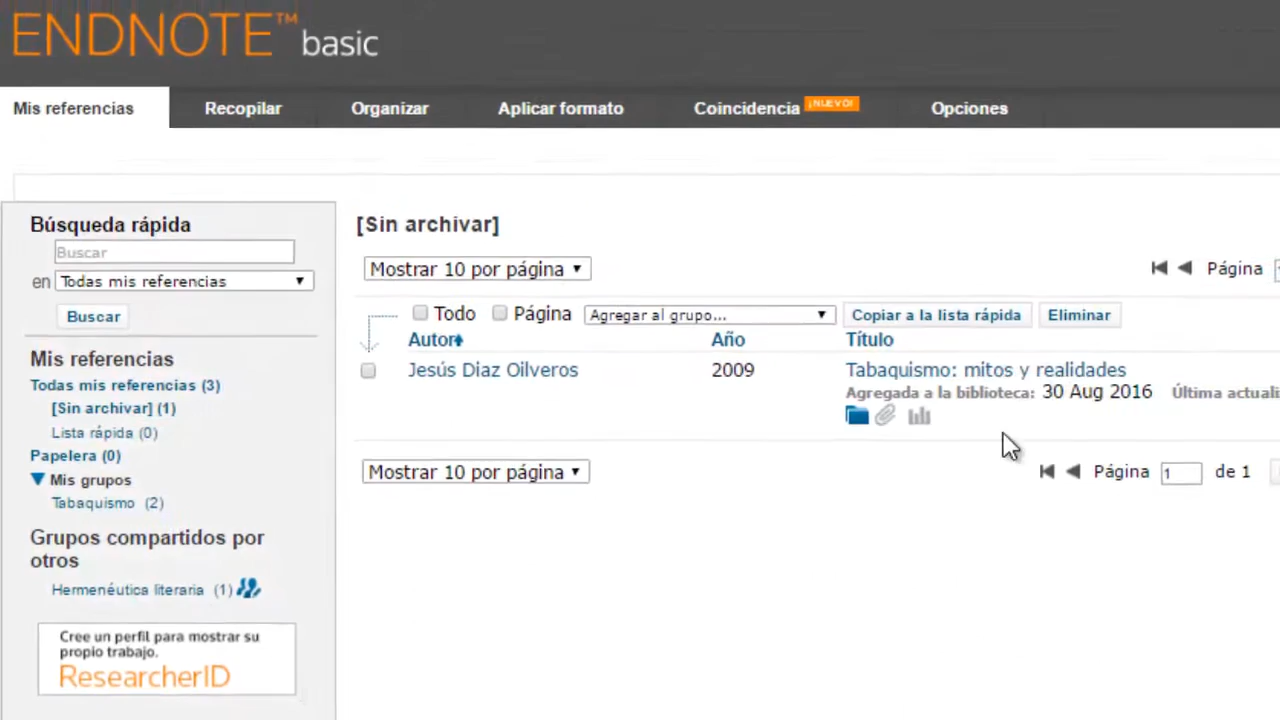 ENDNOTE™ basic
Mis referencias Recopilar Organizar Aplicar formato Coincidencia ¡NUEVO! Opciones
Búsqueda rápida
Buscar
en Todas mis referencias
Buscar
Mis referencias
Todas mis referencias (3)
[Sin archivar] (1)
Lista rápida (0)
Papelera (0)
Mis grupos
Tabaquismo (2)
Grupos compartidos por
otros
Hermenéutica literaria (1)
Cree un perfil para mostrar su
propio trabajo.
ResearcherID
[Sin archivar]
Mostrar 10 por página Página
Todo Página Agregar al grupo... Copiar a la lista rápida Eliminar
Autor Año Título
Jesús Diaz Oilveros 2009 Tabaquismo: mitos y realidades
Agregada a la biblioteca: 30 Aug 2016 Última actuali
Mostrar 10 por página Página 1 de 1